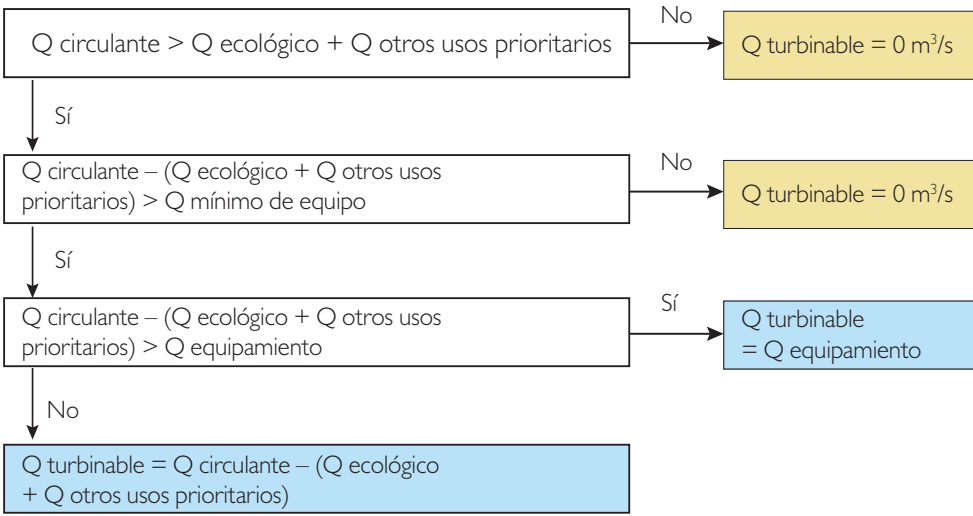 Q circulante > Q ecológico + Q otros usos prioritarios
No
Q turbinable = 0 m³/s
Sí
Q circulante – (Q ecológico + Q otros usos
prioritarios) > Q mínimo de equipo
No
Q turbinable = 0 m³/s
Sí
Q circulante – (Q ecológico + Q otros usos
prioritarios) > Q equipamiento
Sí
Q turbinable
= Q equipamiento
No
Q turbinable = Q circulante – (Q ecológico
+ Q otros usos prioritarios)